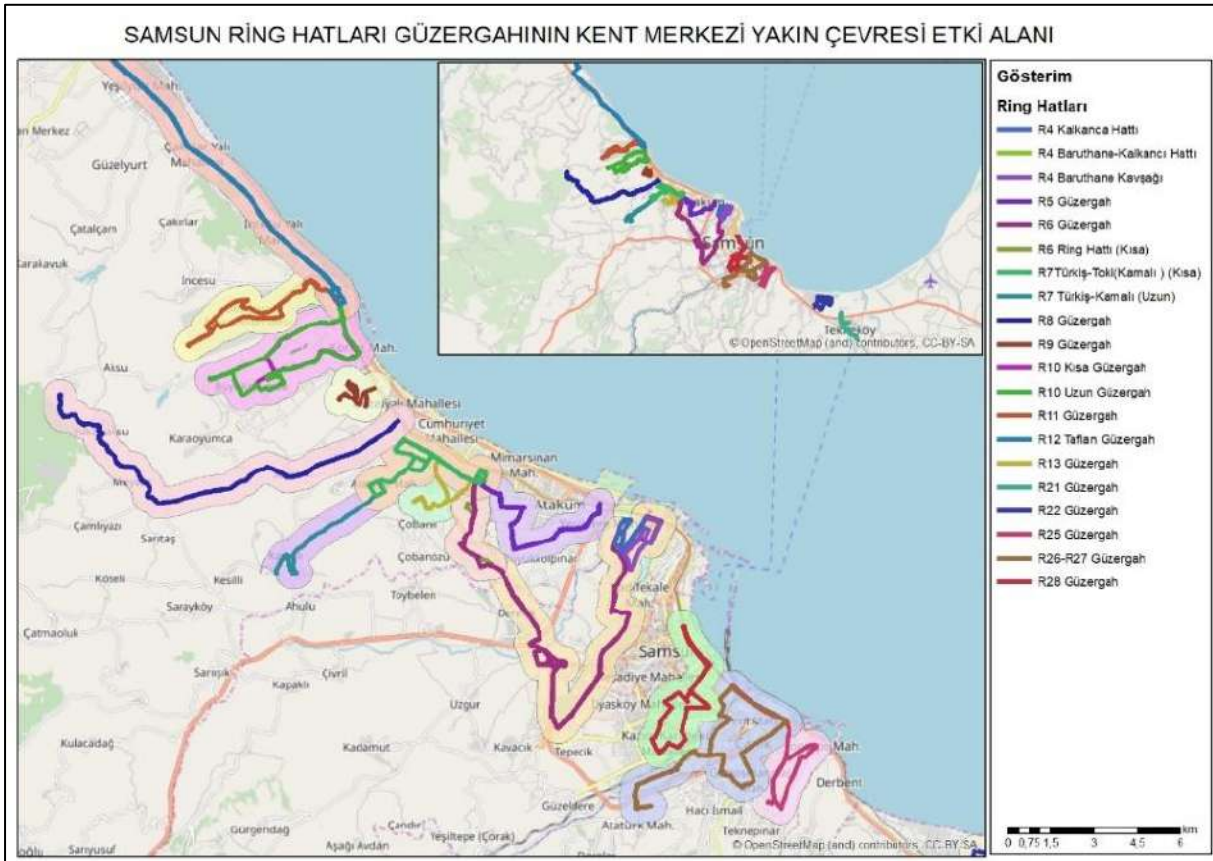 SAMSUN RİNG HATLARI GÜZERGAHININ KENT MERKEZİ YAKIN ÇEVRESİ ETKİ ALANI
Gösterim
Ring Hatları
R4 Kalkanca Hattı
R4 Baruthane-Kalkancı Hattı
R4 Baruthane Kavşağı
R5 Güzergah
R6 Güzergah
R6 Ring Hattı (Kısa)
R7Türkiş-Toki(Kamalı ) (Kısa)
R7 Türkiş-Kamalı (Uzun)
R8 Güzergah
R9 Güzergah
R10 Kısa Güzergah
R10 Uzun Güzergah
R11 Güzergah
R12 Taflan Güzergah
R13 Güzergah
R21 Güzergah
R22 Güzergah
R25 Güzergah
R26-R27 Güzergah
R28 Güzergah
km
0 0,75 1,5 3 4,5 6
Samsun
© OpenStreetMap (and) contributors, CC-BY-SA
Merkez
Güzelyurt
Çakırlar
Çatalçam
Karakavuk
İncesu
Aksu
Karaoyumca
Cumhuriyet
Mahallesi
Mimarsinan
Mah.
Atakum
Çamlıyazı
Sarıtaş
Çobanözü
Köseli
Kesilli
Sarayköy
Ahulu
Toybelen
Çatmaoluk
Sarıışık
Kapaklı
Çivril
Uzgur
Kulacadağ
Kadamut
Kavacık
Tepecik
Derbent
Güzeldere
Hacı İsmail
Atatürk Mah.
Teknepınar
Gürgendağ
Çandır
Yeşiltepe (Çorak)
Sarıyusuf
Aşağı Avdan
© OpenStreetMap (and) contributors, CC-BY-SA